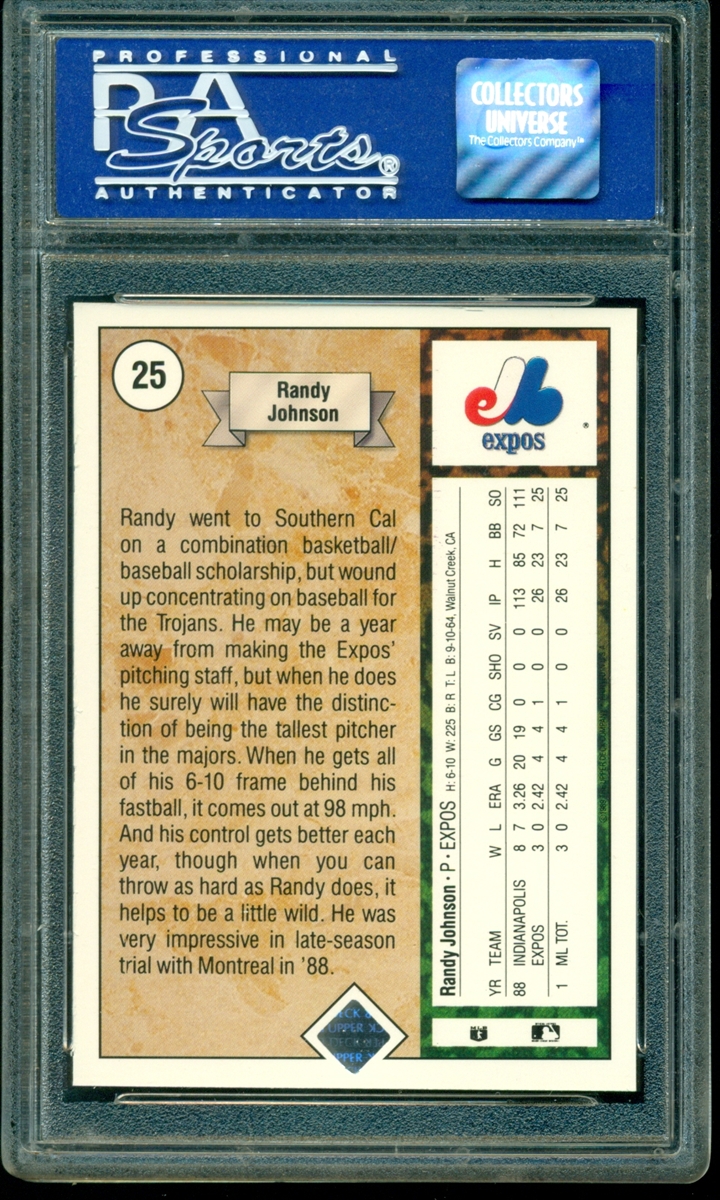 PROFESSIONAL
PSA
Sports®
AUTHENTICATOR
COLLECTORS
UNIVERSE
The Collectors Company™
25
Randy
Johnson
Randy went to Southern Cal
on a combination basketball/
baseball scholarship, but wound
up concentrating on baseball for
the Trojans. He may be a year
away from making the Expos'
pitching staff, but when he does
he surely will have the distinc-
tion of being the tallest pitcher
in the majors. When he gets all
of his 6-10 frame behind his
fastball, it comes out at 98 mph.
And his control gets better each
year, though when you can
throw as hard as Randy does, it
helps to be a little wild. He was
very impressive in late-season
trial with Montreal in '88.
expos
®
Randy Johnson • P • EXPOS H: 6-10 W: 225 B: R T: L B: 9-10-64, Walnut Creek, CA
YR TEAM W L ERA G GS CG SHO SV IP H BB SO
88 INDIANAPOLIS 8 7 3.26 20 19 0 0 0 113 85 72 111
EXPOS 3 0 2.42 4 4 1 0 0 26 23 7 25
1 ML TOT. 3 0 2.42 4 4 1 0 0 26 23 7 25
UPPER
DECK
UPPER